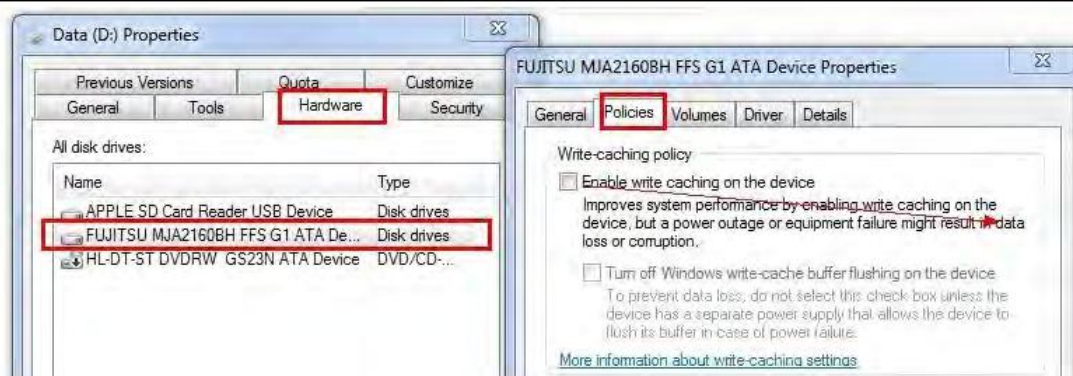 Data (D:) Properties
Previous Versions Quota Customize
General Tools Hardware Security
All disk drives:
Name Type
APPLE SD Card Reader USB Device Disk drives
FUJITSU MJA2160BH FFS G1 ATA De... Disk drives
HL-DT-ST DVDRW GS23N ATA Device DVD/CD-...
FUJITSU MJA2160BH FFS G1 ATA Device Properties
General Policies Volumes Driver Details
Write-caching policy
Enable write caching on the device
Improves system performance by enabling write caching on the
device, but a power outage or equipment failure might result in data
loss or corruption.
Turn off Windows write-cache buffer flushing on the device
To prevent data loss, do not select this check box unless the
device has a separate power supply that allows the device to
flush its buffer in case of power failure.
More information about write-caching settings